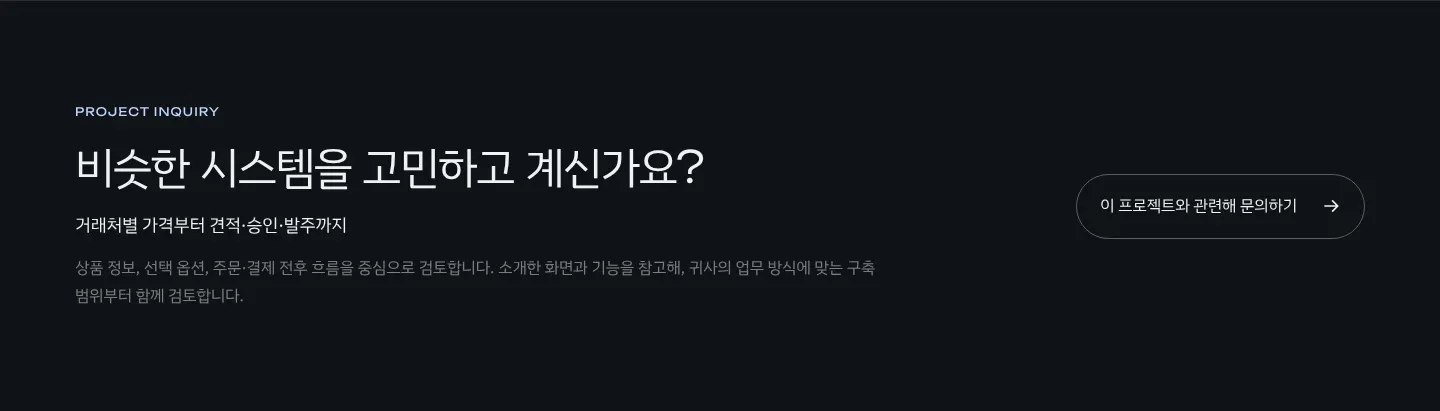 PROJECT INQUIRY
비슷한 시스템을 고민하고 계신가요?
거래처별 가격부터 견적·승인·발주까지
상품 정보, 선택 옵션, 주문·결제 전후 흐름을 중심으로 검토합니다. 소개한 화면과 기능을 참고해, 귀사의 업무 방식에 맞는 구축
범위부터 함께 검토합니다.
이 프로젝트와 관련해 문의하기 →